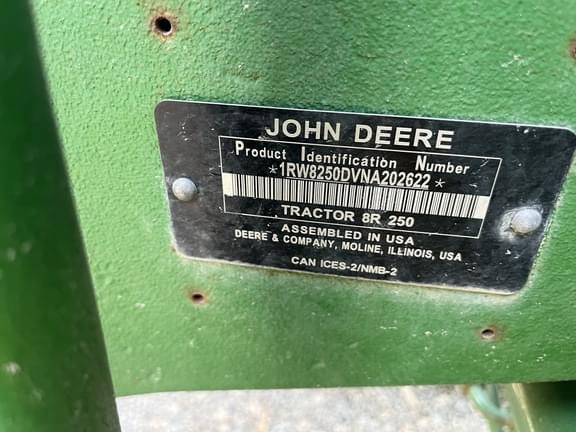 JOHN DEERE
Product Identification Number
*1RW8250DVNA202622*
TRACTOR 8R 250
ASSEMBLED IN USA
DEERE & COMPANY, MOLINE, ILLINOIS, USA
CAN ICES-2/NMB-2